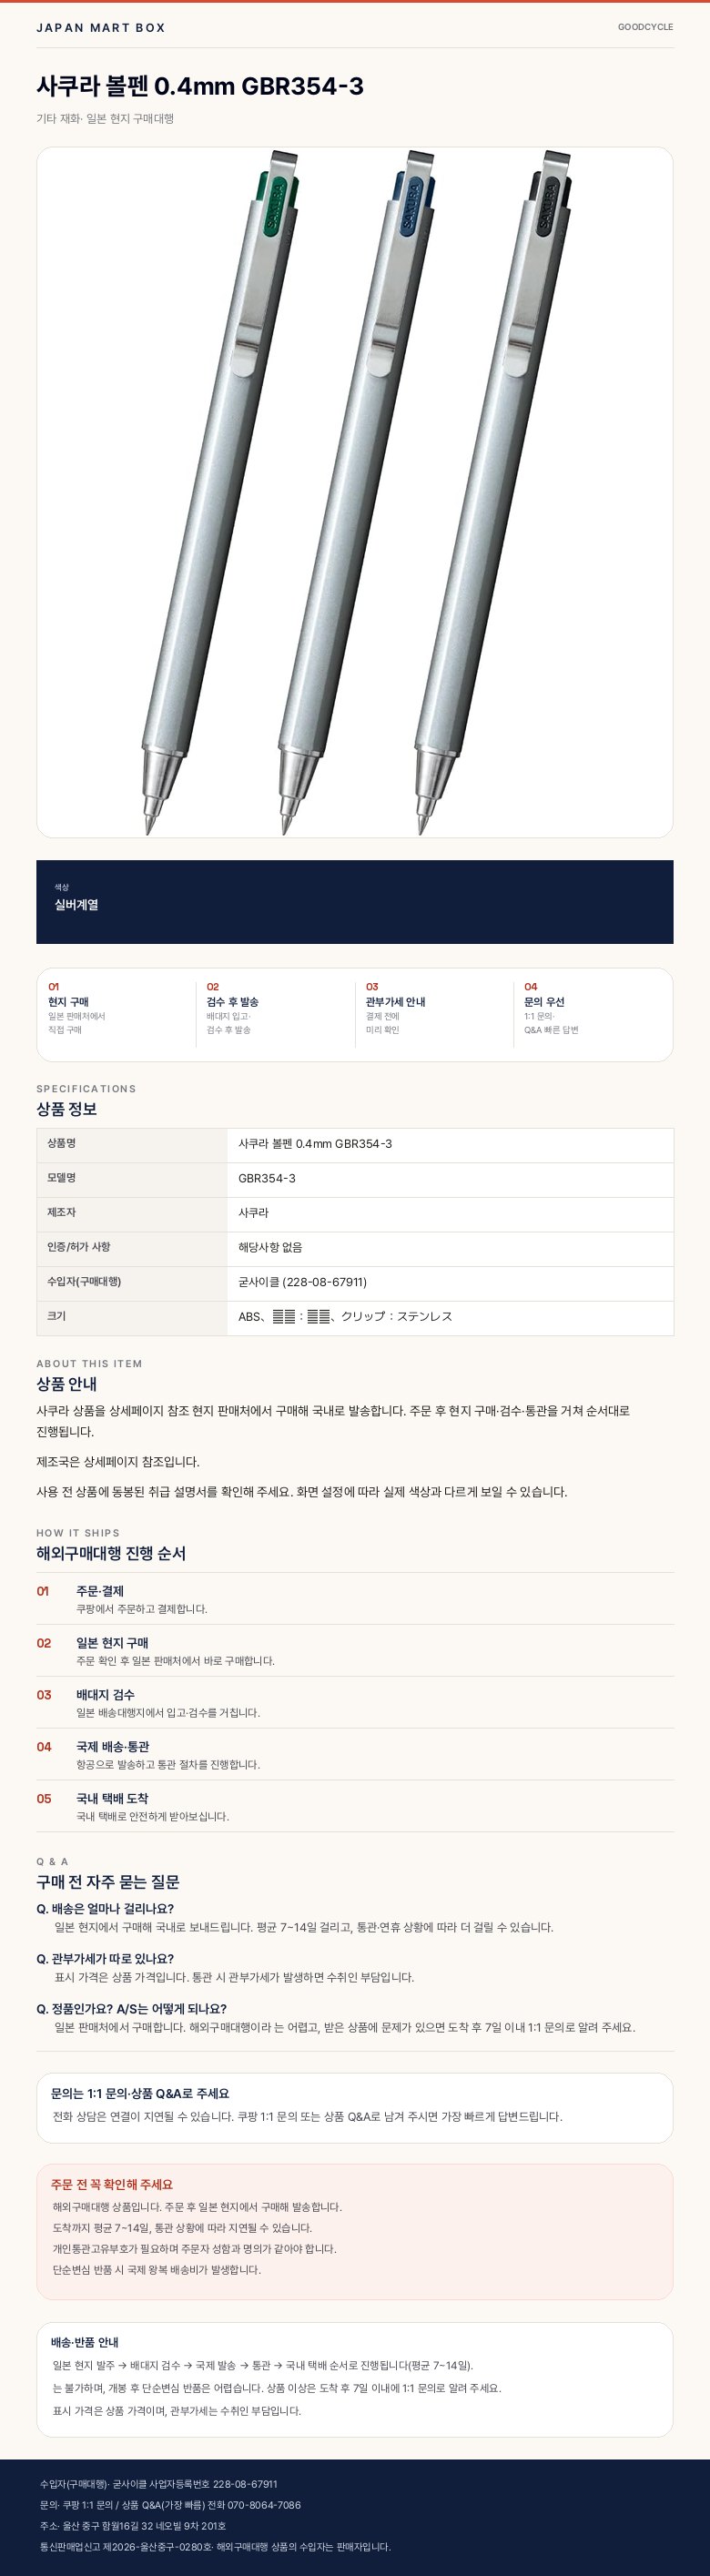 JAPAN MART BOX
GOODCYCLE
사쿠라 볼펜 0.4mm GBR354-3
기타 재화· 일본 현지 구매대행
SAKURA
SAKURA
SAKURA
색상
실버계열
01
현지 구매
일본 판매처에서
직접 구매
02
검수 후 발송
배대지 입고·
검수 후 발송
03
관부가세 안내
결제 전에
미리 확인
04
문의 우선
1:1 문의·
Q&A 빠른 답변
SPECIFICATIONS
상품 정보
상품명 사쿠라 볼펜 0.4mm GBR354-3
모델명 GBR354-3
제조자 사쿠라
인증/허가 사항 해당사항 없음
수입자(구매대행) 굳사이클 (228-08-67911)
크기 ABS、 : 、クリップ：ステンレス
ABOUT THIS ITEM
상품 안내
사쿠라 상품을 상세페이지 참조 현지 판매처에서 구매해 국내로 발송합니다. 주문 후 현지 구매·검수·통관을 거쳐 순서대로
진행됩니다.
제조국은 상세페이지 참조입니다.
사용 전 상품에 동봉된 취급 설명서를 확인해 주세요. 화면 설정에 따라 실제 색상과 다르게 보일 수 있습니다.
HOW IT SHIPS
해외구매대행 진행 순서
01 주문·결제
쿠팡에서 주문하고 결제합니다.
02 일본 현지 구매
주문 확인 후 일본 판매처에서 바로 구매합니다.
03 배대지 검수
일본 배송대행지에서 입고·검수를 거칩니다.
04 국제 배송·통관
항공으로 발송하고 통관 절차를 진행합니다.
05 국내 택배 도착
국내 택배로 안전하게 받아보십니다.
Q & A
구매 전 자주 묻는 질문
Q. 배송은 얼마나 걸리나요?
일본 현지에서 구매해 국내로 보내드립니다. 평균 7~14일 걸리고, 통관·연휴 상황에 따라 더 걸릴 수 있습니다.
Q. 관부가세가 따로 있나요?
표시 가격은 상품 가격입니다. 통관 시 관부가세가 발생하면 수취인 부담입니다.
Q. 정품인가요? A/S는 어떻게 되나요?
일본 판매처에서 구매합니다. 해외구매대행이라 는 어렵고, 받은 상품에 문제가 있으면 도착 후 7일 이내 1:1 문의로 알려 주세요.
문의는 1:1 문의·상품 Q&A로 주세요
전화 상담은 연결이 지연될 수 있습니다. 쿠팡 1:1 문의 또는 상품 Q&A로 남겨 주시면 가장 빠르게 답변드립니다.
주문 전 꼭 확인해 주세요
해외구매대행 상품입니다. 주문 후 일본 현지에서 구매해 발송합니다.
도착까지 평균 7~14일, 통관 상황에 따라 지연될 수 있습니다.
개인통관고유부호가 필요하며 주문자 성함과 명의가 같아야 합니다.
단순변심 반품 시 국제 왕복 배송비가 발생합니다.
배송·반품 안내
일본 현지 발주 → 배대지 검수 → 국제 발송 → 통관 → 국내 택배 순서로 진행됩니다(평균 7~14일).
는 불가하며, 개봉 후 단순변심 반품은 어렵습니다. 상품 이상은 도착 후 7일 이내에 1:1 문의로 알려 주세요.
표시 가격은 상품 가격이며, 관부가세는 수취인 부담입니다.
수입자(구매대행)· 굳사이클 사업자등록번호 228-08-67911
문의· 쿠팡 1:1 문의 / 상품 Q&A(가장 빠름) 전화 070-8064-7086
주소· 울산 중구 함월16길 32 네오빌 9차 201호
통신판매업신고 제2026-울산중구-0280호· 해외구매대행 상품의 수입자는 판매자입니다.